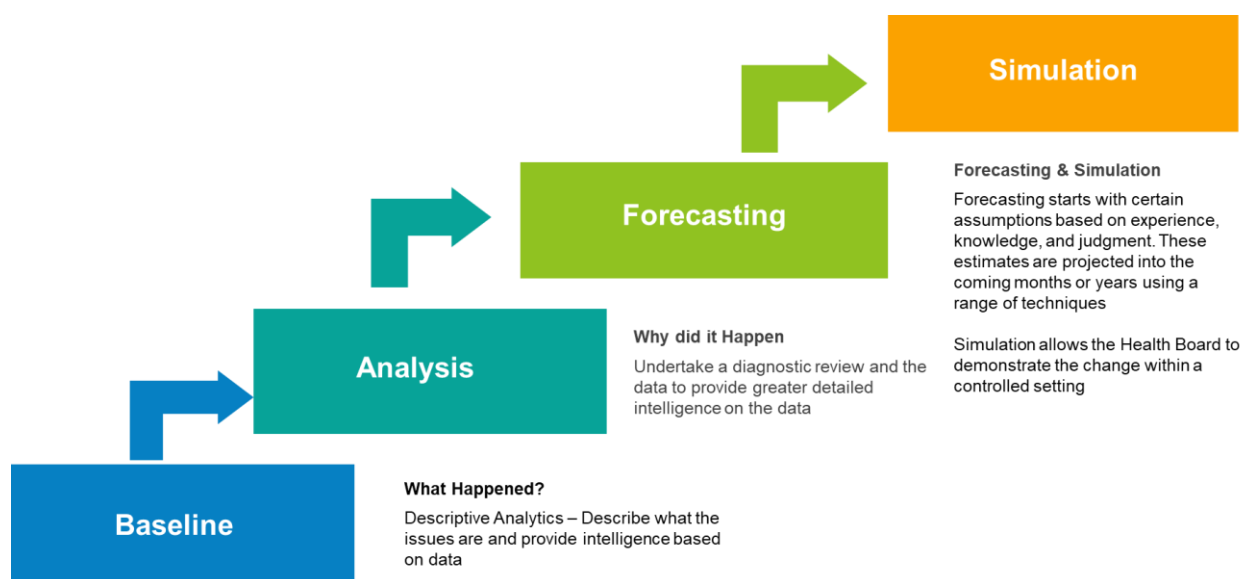 Simulation
Forecasting & Simulation
Forecasting starts with certain
assumptions based on experience,
knowledge, and judgment. These
estimates are projected into the
coming months or years using a
range of techniques
Simulation allows the Health Board to
demonstrate the change within a
controlled setting
Forecasting
Why did it Happen
Undertake a diagnostic review and the
data to provide greater detailed
intelligence on the data
Analysis
What Happened?
Descriptive Analytics – Describe what the
issues are and provide intelligence based
on data
Baseline